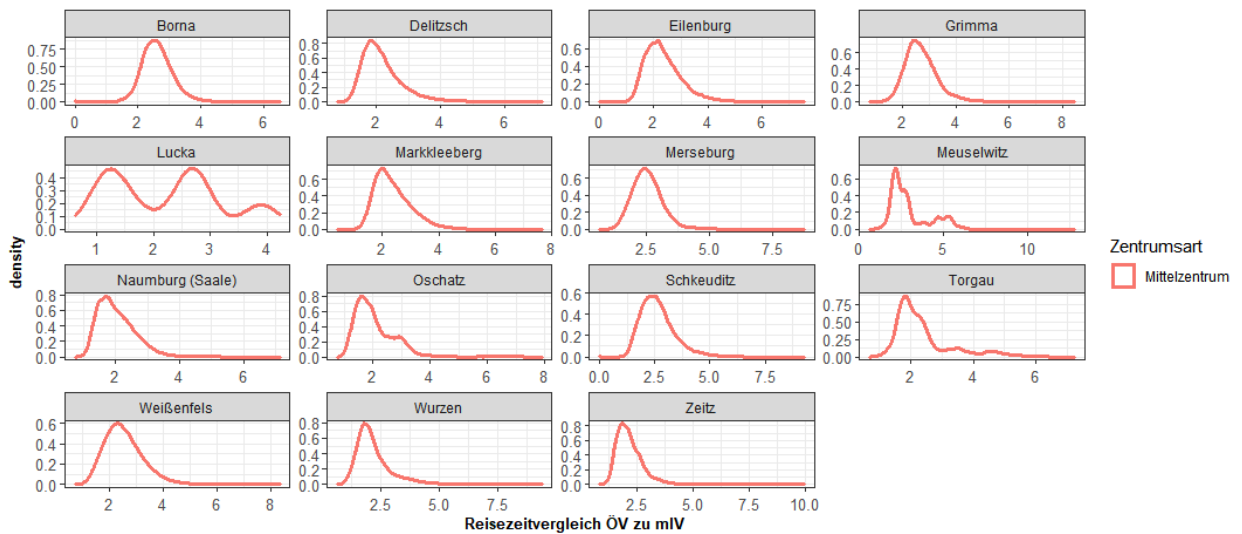 Borna
Delitzsch
Eilenburg
Grimma
0.75
0.50
0.25
0.00
0 2 4 6
0.8
0.6
0.4
0.2
0.0
2 4 6
0.6
0.4
0.2
0.0
0 2 4 6
0.6
0.4
0.2
0.0
2 4 6 8
Lucka
Markkleeberg
Merseburg
Meuselwitz
0.4
0.3
0.2
0.1
1 2 3 4
0.6
0.4
0.2
0.0
2 4 6 8
0.6
0.4
0.2
0.0
2.5 5.0 7.5
0.6
0.4
0.2
0.0
0 5 10
Naumburg (Saale)
Oschatz
Schkeuditz
Torgau
0.8
0.6
0.4
0.2
0.0
2 4 6
0.8
0.6
0.4
0.2
0.0
2 4 6 8
0.6
0.4
0.2
0.0
0.0 2.5 5.0 7.5
0.75
0.50
0.25
0.00
2 4 6
Weißenfels
Wurzen
Zeitz
0.6
0.4
0.2
0.0
2 4 6 8
0.8
0.6
0.4
0.2
0.0
2.5 5.0 7.5
0.8
0.6
0.4
0.2
0.0
2.5 5.0 7.5 10.0
density
Reisezeitvergleich ÖV zu mIV
Zentrumsart
Mittelzentrum